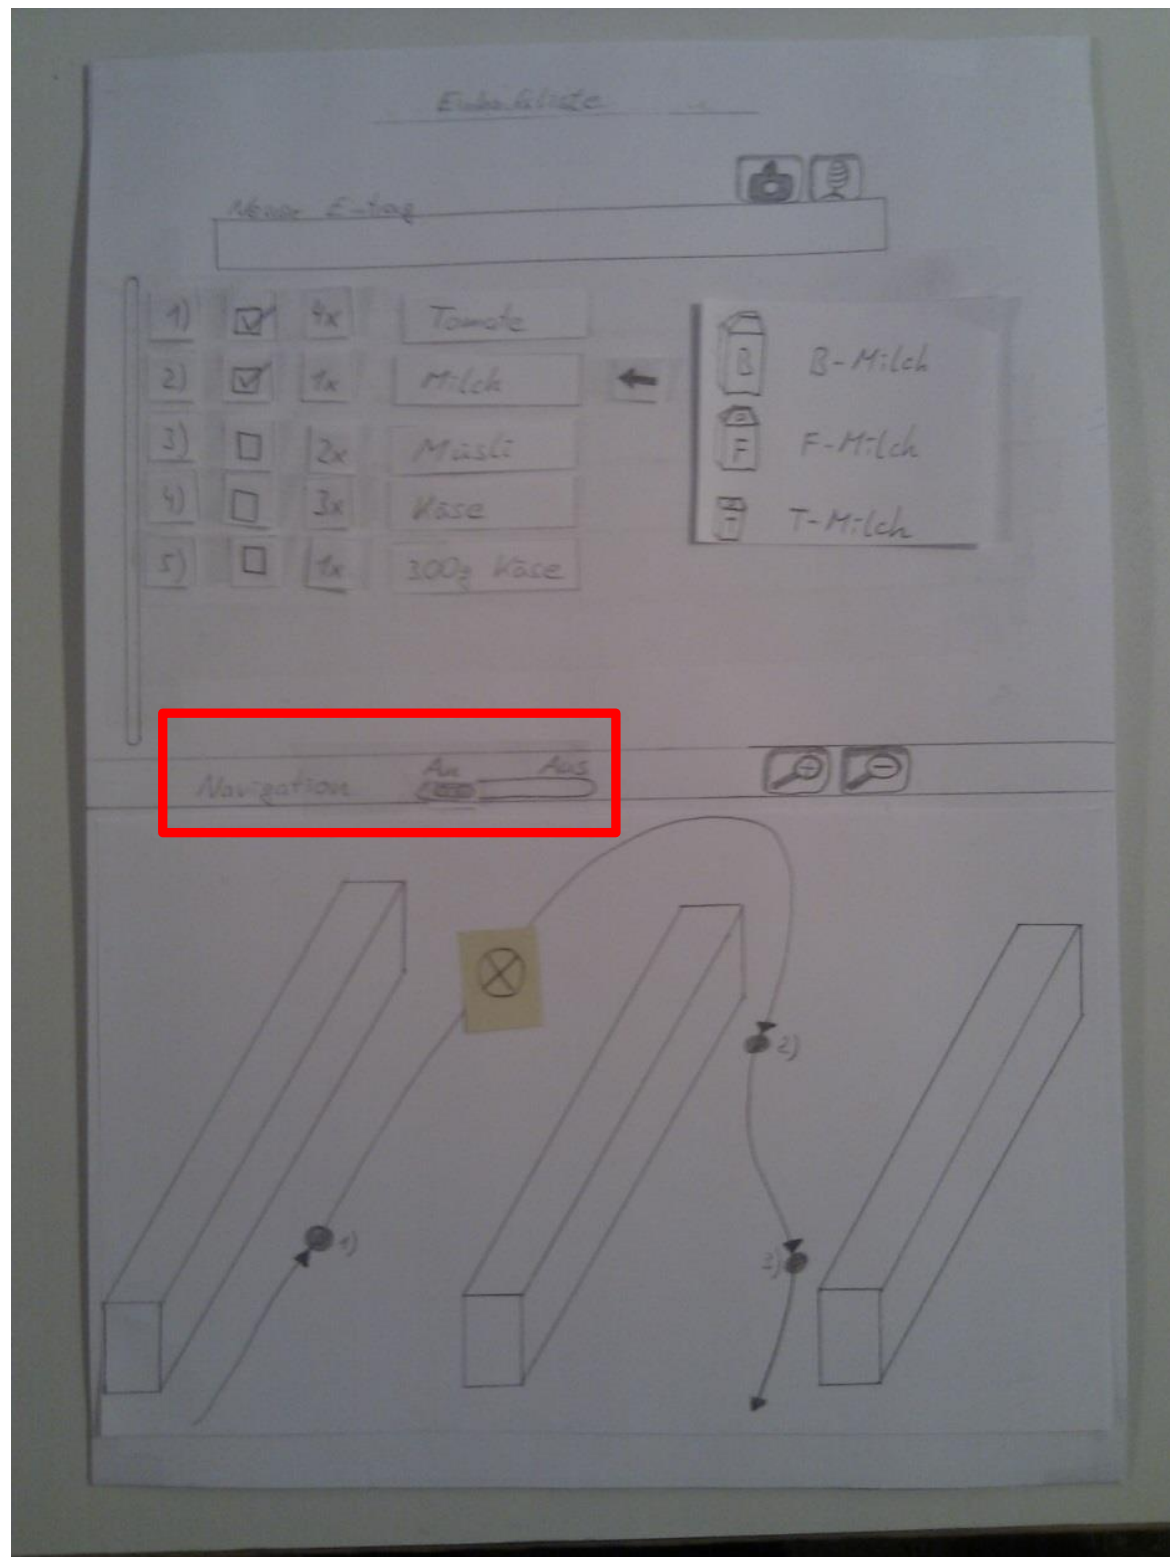 Einkaufsliste
Neuer Eintrag
1) 4x Tomate
2) 1x Milch
3) 2x Müsli
4) 3x Käse
5) 1x 300g Käse
B B-Milch
F F-Milch
T T-Milch
Navigation An Aus
2)
1)
3)